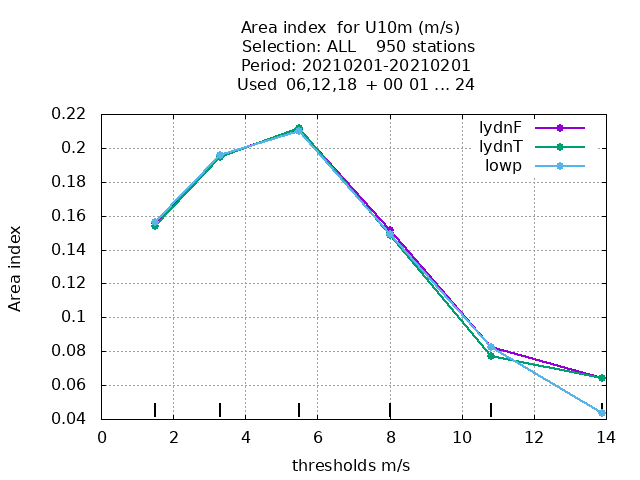 Area index  for U10m (m/s)
Selection: ALL    950 stations
Period: 20210201-20210201
Used  06,12,18  + 00 01 ... 24
lydnF
lydnT
lowp
0.22
0.2
0.18
0.16
0.14
0.12
0.1
0.08
0.06
0.04
Area index
0 2 4 6 8 10 12 14
thresholds m/s